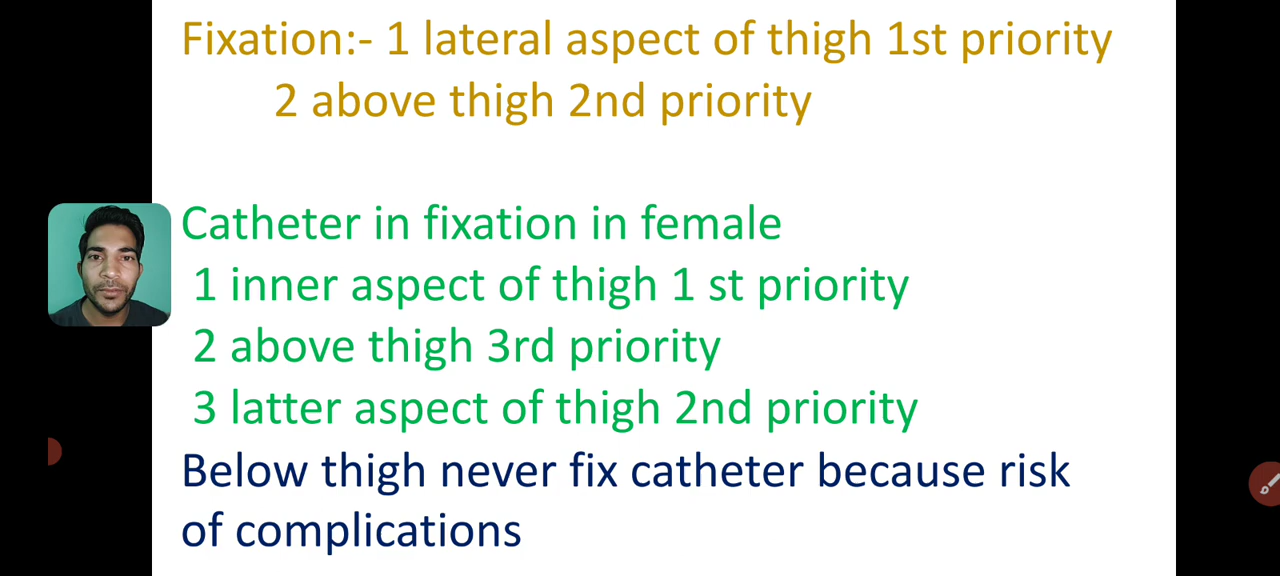 Fixation:- 1 lateral aspect of thigh 1st priority
2 above thigh 2nd priority
Catheter in fixation in female
1 inner aspect of thigh 1 st priority
2 above thigh 3rd priority
3 latter aspect of thigh 2nd priority
Below thigh never fix catheter because risk
of complications